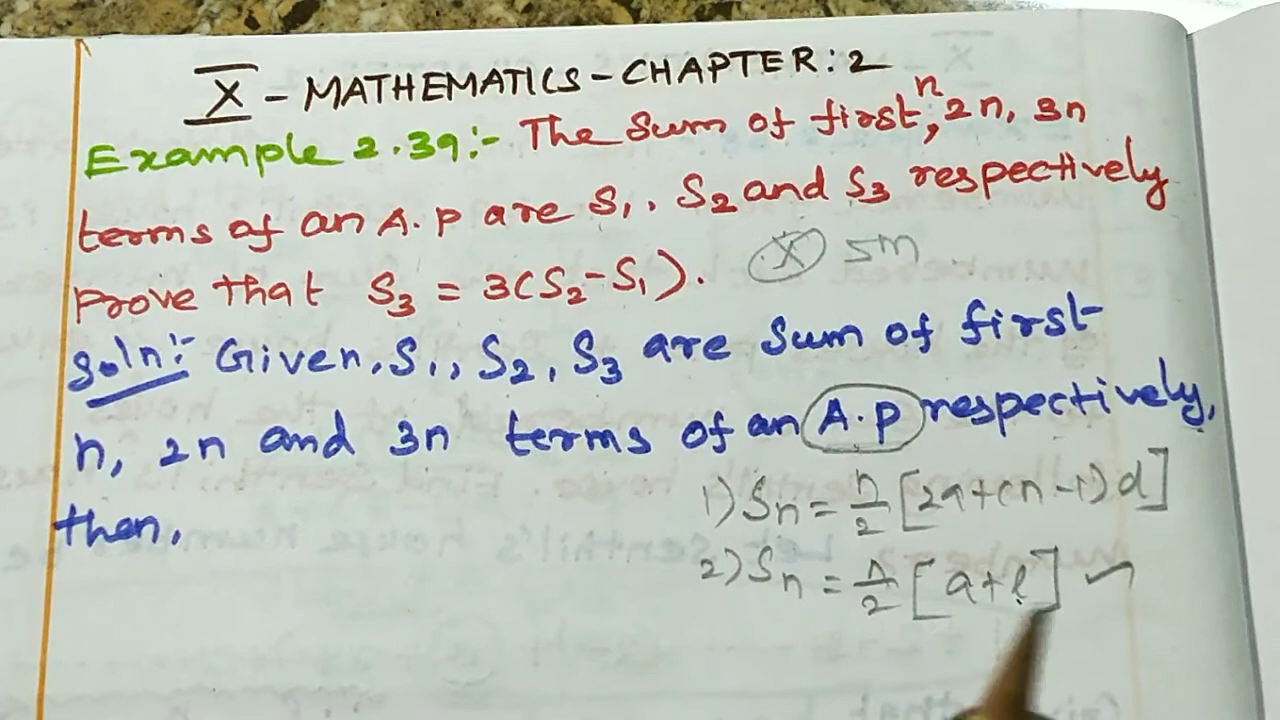 X - MATHEMATICS - CHAPTER: 2
Example 2.39:- The Sum of first n, 2n, 3n
terms of an A.P are S₁, S₂ and S₃ respectively
Prove that S₃ = 3(S₂-S₁). X 5m
Soln:- Given, S₁, S₂, S₃ are Sum of first
n, 2n and 3n terms of an A.P respectively,
then,
1) Sn = n/2 [2a+(n-1)d]
2) Sn = n/2 [a+l]